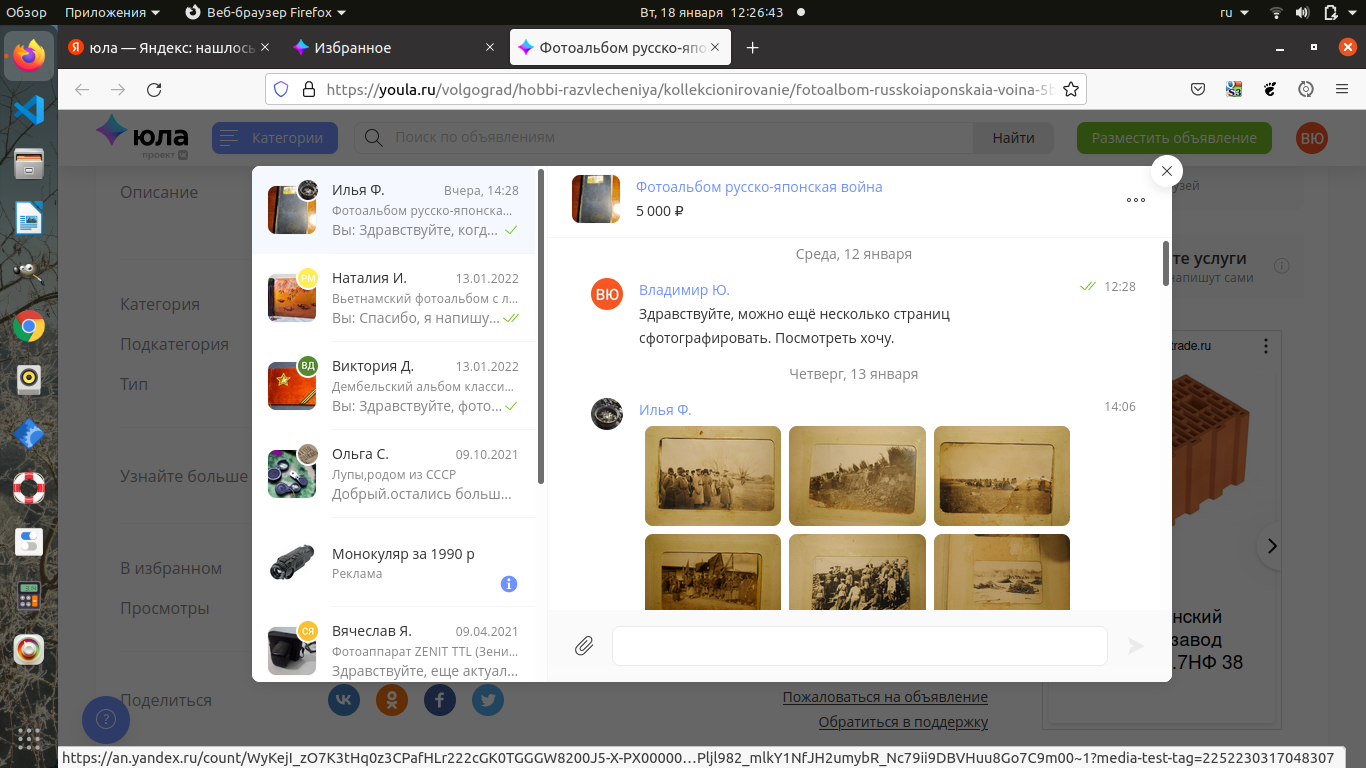 Обзор Приложения Веб-браузер Firefox Вт, 18 января 12:26:43 ru
юла — Яндекс: нашлось Избранное Фотоальбом русско-япо
https://youla.ru/volgograd/hobbi-razvlecheniya/kollekcionirovanie/fotoalbom-russkoiaponskaia-voina-5b
юла
проект
Категории
Поиск по объявлениям
Найти
Разместить объявление
ВЮ
Описание
Категория
Подкатегория
Тип
Узнайте больше
В избранном
Просмотры
Поделиться
Илья Ф. Вчера, 14:28
Фотоальбом русско-японска...
Вы: Здравствуйте, когд...
РМ
Наталия И. 13.01.2022
Вьетнамский фотоальбом с л...
Вы: Спасибо, я напишу...
ВД
Виктория Д. 13.01.2022
Дембельский альбом класси...
Вы: Здравствуйте, фото...
Ольга С. 09.10.2021
Лупы,родом из СССР
Добрый.остались больш...
Монокуляр за 1990 р
Реклама
СЯ
Вячеслав Я. 09.04.2021
Фотоаппарат ZENIT TTL (Зени...
Здравствуйте, еще актуал...
Фотоальбом русско-японская война
5 000 ₽
Среда, 12 января
ВЮ
Владимир Ю. 12:28
Здравствуйте, можно ещё несколько страниц
сфотографировать. Посмотреть хочу.
Четверг, 13 января
Илья Ф. 14:06
узей
те услуги
напишут сами
trade.ru
нский
завод
.7НФ 38
Пожаловаться на объявление
Обратиться в поддержку
https://an.yandex.ru/count/WyKejI_zO7K3tHq0z3CPafHLr222cGK0TGGGW8200J5-X-PX00000…Pljl982_mlkY1NfJH2umybR_Nc79ii9DBVHuu8Go7C9m00~1?media-test-tag=2252230317048307